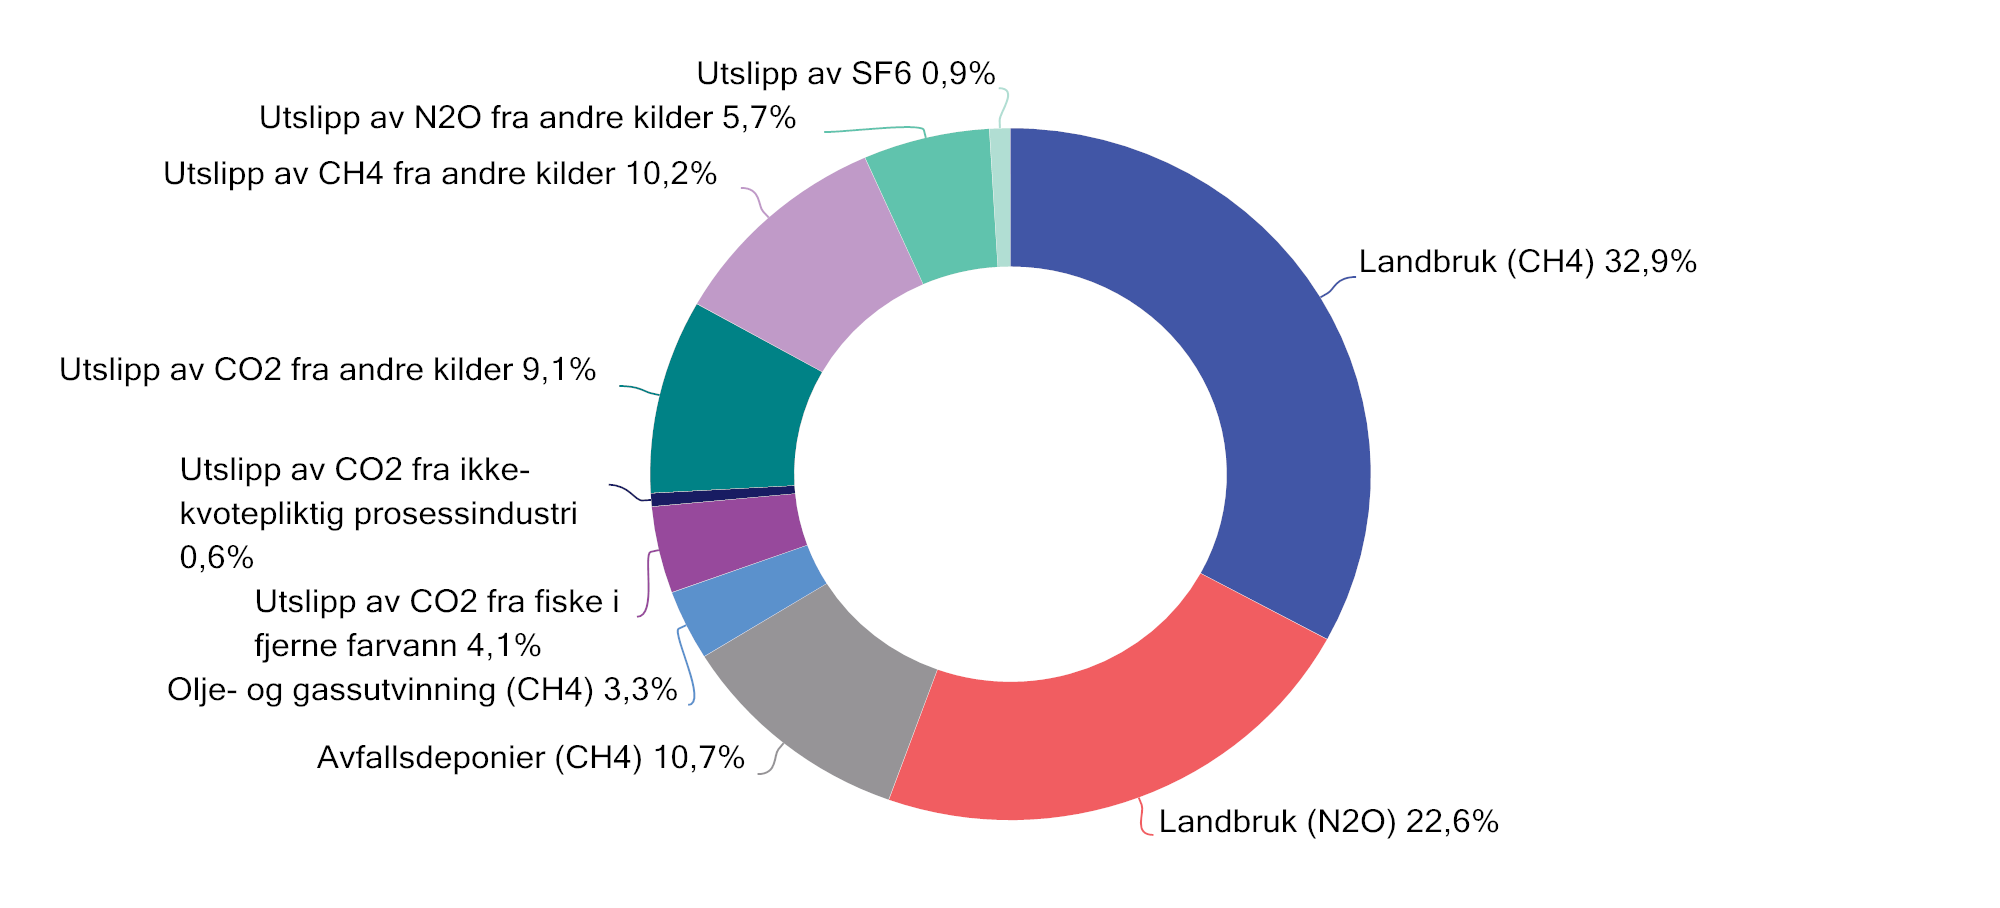 Utslipp av SF6 0,9%
Utslipp av N2O fra andre kilder 5,7%
Utslipp av CH4 fra andre kilder 10,2%
Landbruk (CH4) 32,9%
Utslipp av CO2 fra andre kilder 9,1%
Utslipp av CO2 fra ikke-
kvotepliktig prosessindustri
0,6%
Utslipp av CO2 fra fiske i
fjerne farvann 4,1%
Olje- og gassutvinning (CH4) 3,3%
Avfallsdeponier (CH4) 10,7%
Landbruk (N2O) 22,6%